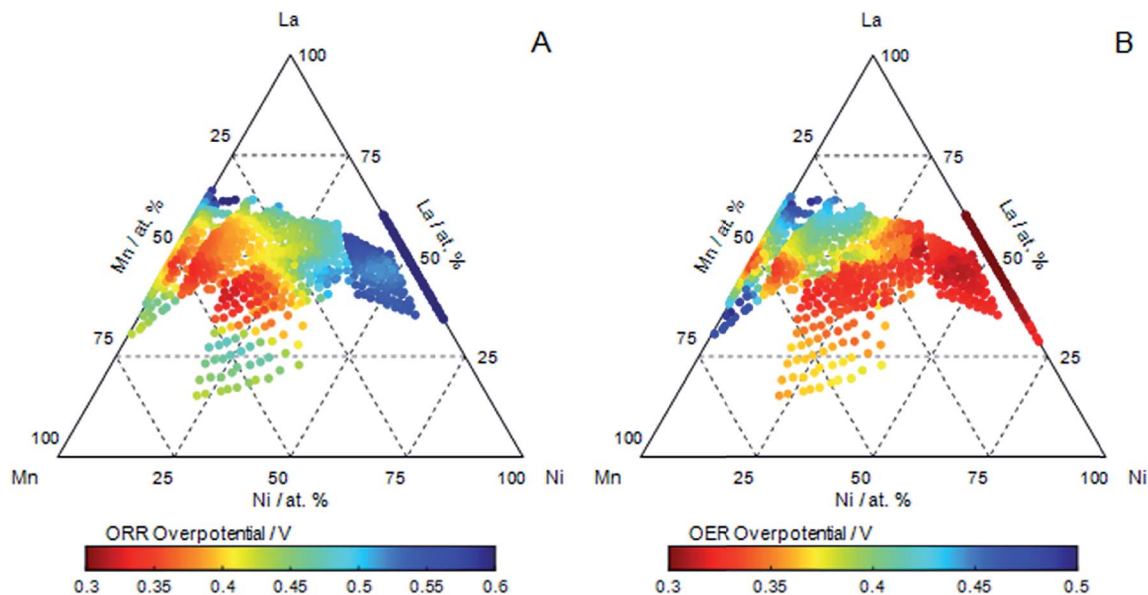 La
A
100
25
75
Mn / at. %
La / at. %
50
50
75
25
100
Mn
25
50
75
100
Ni
Ni / at. %
ORR Overpotential / V
0.3 0.35 0.4 0.45 0.5 0.55 0.6
La
B
100
25
75
Mn / at. %
La / at. %
50
50
75
25
100
Mn
25
50
75
100
Ni
Ni / at. %
OER Overpotential / V
0.3 0.35 0.4 0.45 0.5